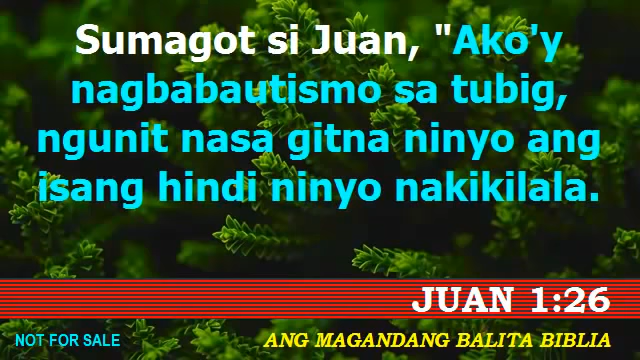 Sumagot si Juan, "Ako'y
nagbabautismo sa tubig,
ngunit nasa gitna ninyo ang
isang hindi ninyo nakikilala.
JUAN 1:26
NOT FOR SALE
ANG MAGANDANG BALITA BIBLIA